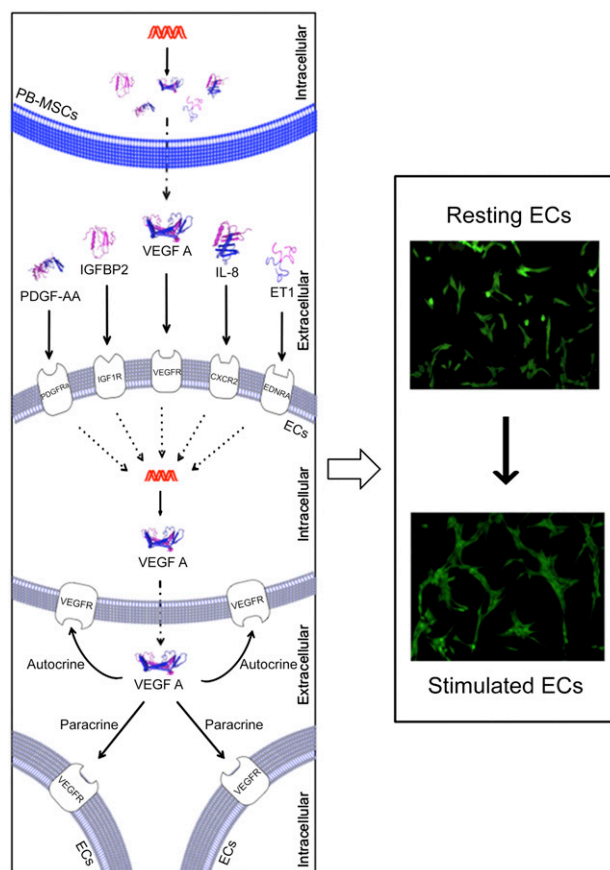 Intracellular
PB-MSCs
VEGF A
IGFBP2
IL-8
PDGF-AA
ET1
Extracellular
PDGFRa
IGF1R
VEGFR
CXCR2
EDNRA
ECs
Intracellular
VEGF A
VEGFR
VEGFR
Autocrine
Autocrine
VEGF A
Extracellular
Paracrine
Paracrine
VEGFR
VEGFR
ECs
ECs
Intracellular
Resting ECs
Stimulated ECs